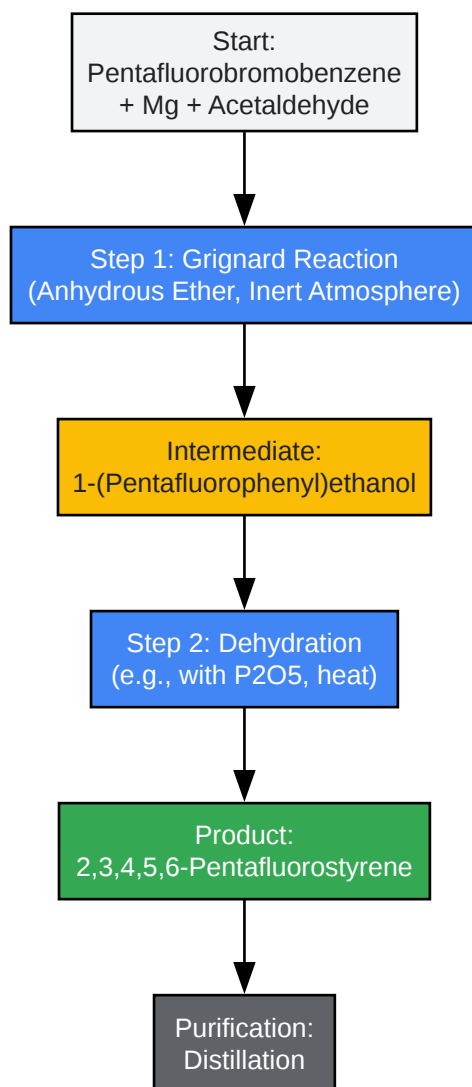 Start:
Pentafluorobromobenzene
+ Mg + Acetaldehyde
Step 1: Grignard Reaction
(Anhydrous Ether, Inert Atmosphere)
Intermediate:
1-(Pentafluorophenyl)ethanol
Step 2: Dehydration
(e.g., with P2O5, heat)
Product:
2,3,4,5,6-Pentafluorostyrene
Purification:
Distillation